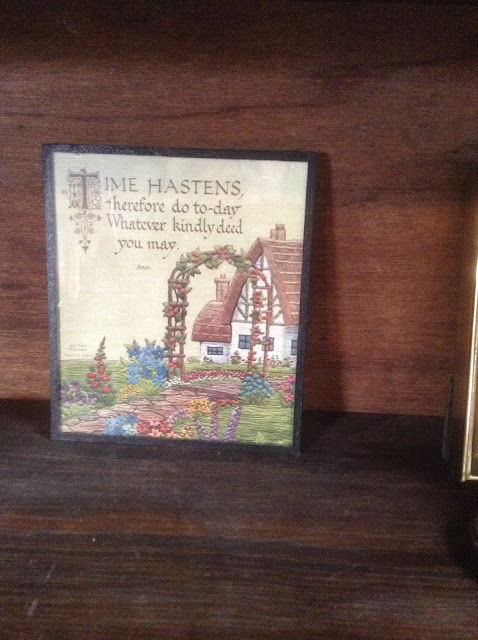 TIME HASTENS,
therefore do to-day
Whatever kindly deed
you may.
Anon